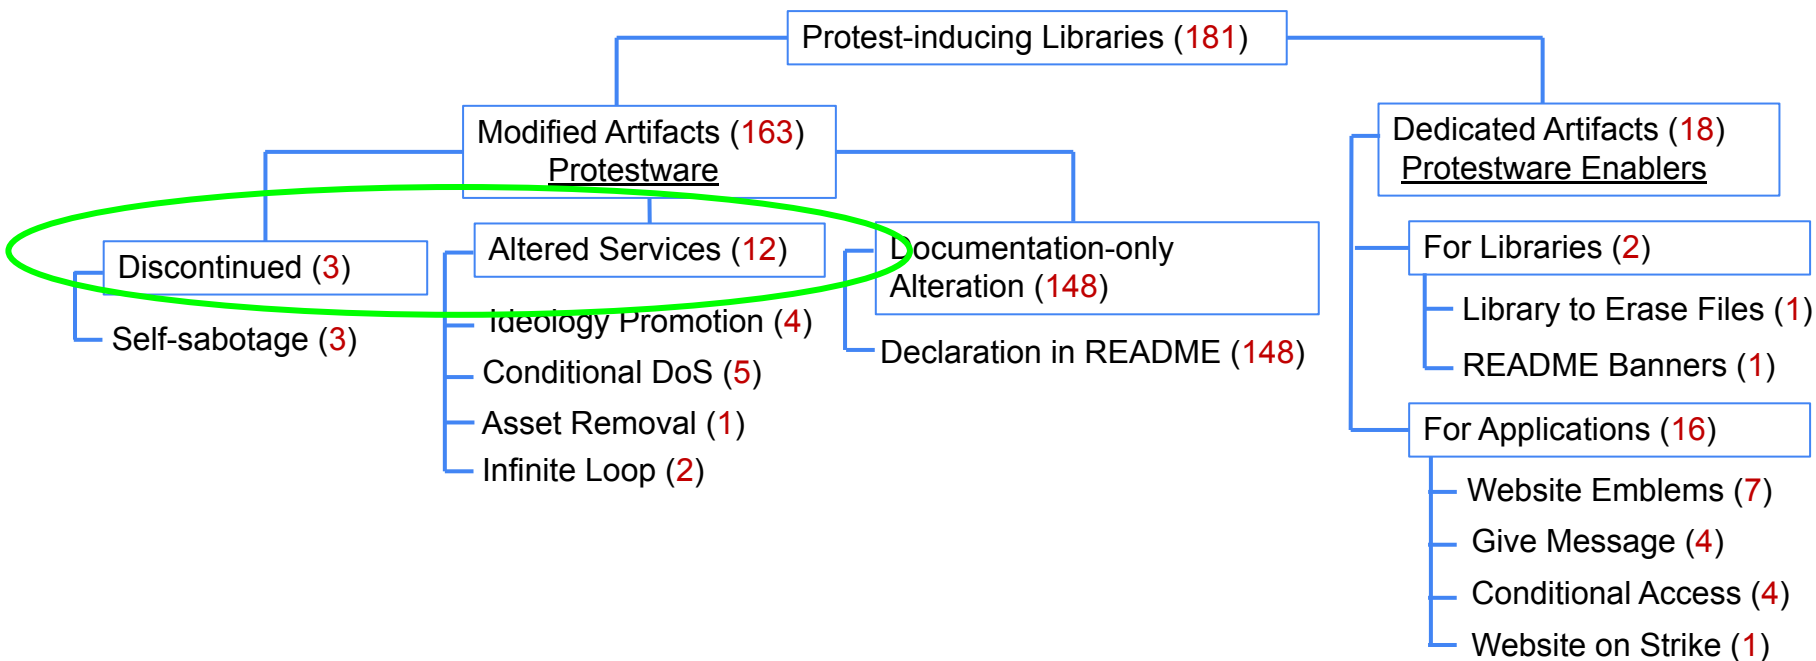 Protest-inducing Libraries (181)
Modified Artifacts (163)
Protestware
Discontinued (3)
Self-sabotage (3)
Altered Services (12)
Ideology Promotion (4)
Conditional DoS (5)
Asset Removal (1)
Infinite Loop (2)
Documentation-only
Alteration (148)
Declaration in README (148)
Dedicated Artifacts (18)
Protestware Enablers
For Libraries (2)
Library to Erase Files (1)
README Banners (1)
For Applications (16)
Website Emblems (7)
Give Message (4)
Conditional Access (4)
Website on Strike (1)